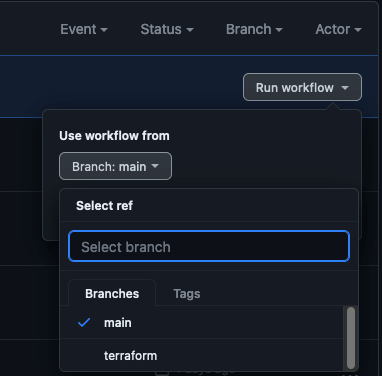 Event Status Branch Actor
Run workflow
Use workflow from
Branch: main
Select ref
Select branch
Branches Tags
main
terraform